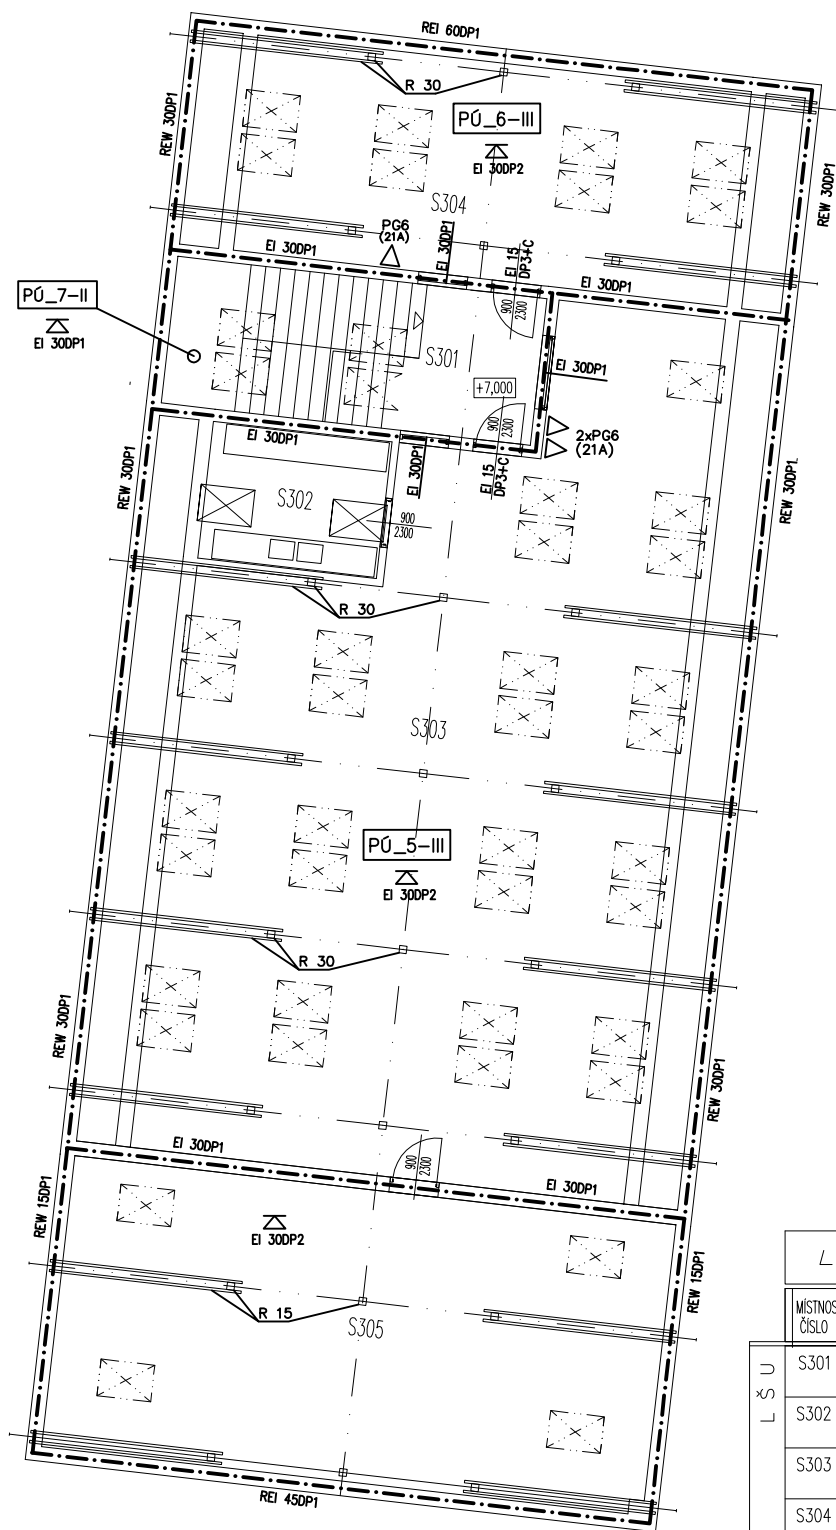 REI 60DP1
REW 30DP1
R 30
PÚ_6-III
EI 30DP2
REW 30DP1
S304
PG6
(21A)
EI 30DP1
EI 30DP1
EI 15
DP3+C
EI 30DP1
PÚ_7-II
EI 30DP1
900
2300
S301
EI 30DP1
+7,000
900
2300
2xPG6
(21A)
EI 30DP1
EI 30DP1
EI 15
DP3+C
REW 30DP1
REW 30DP1
S302
900
2300
R 30
S303
PÚ_5-III
EI 30DP2
R 30
REW 30DP1
REW 30DP1
EI 30DP1
900
2300
EI 30DP1
REW 15DP1
EI 30DP2
REW 15DP1
R 15
S305
REI 45DP1
MÍSTNOS
ČÍSLO
LŠU
S301
S302
S303
S304